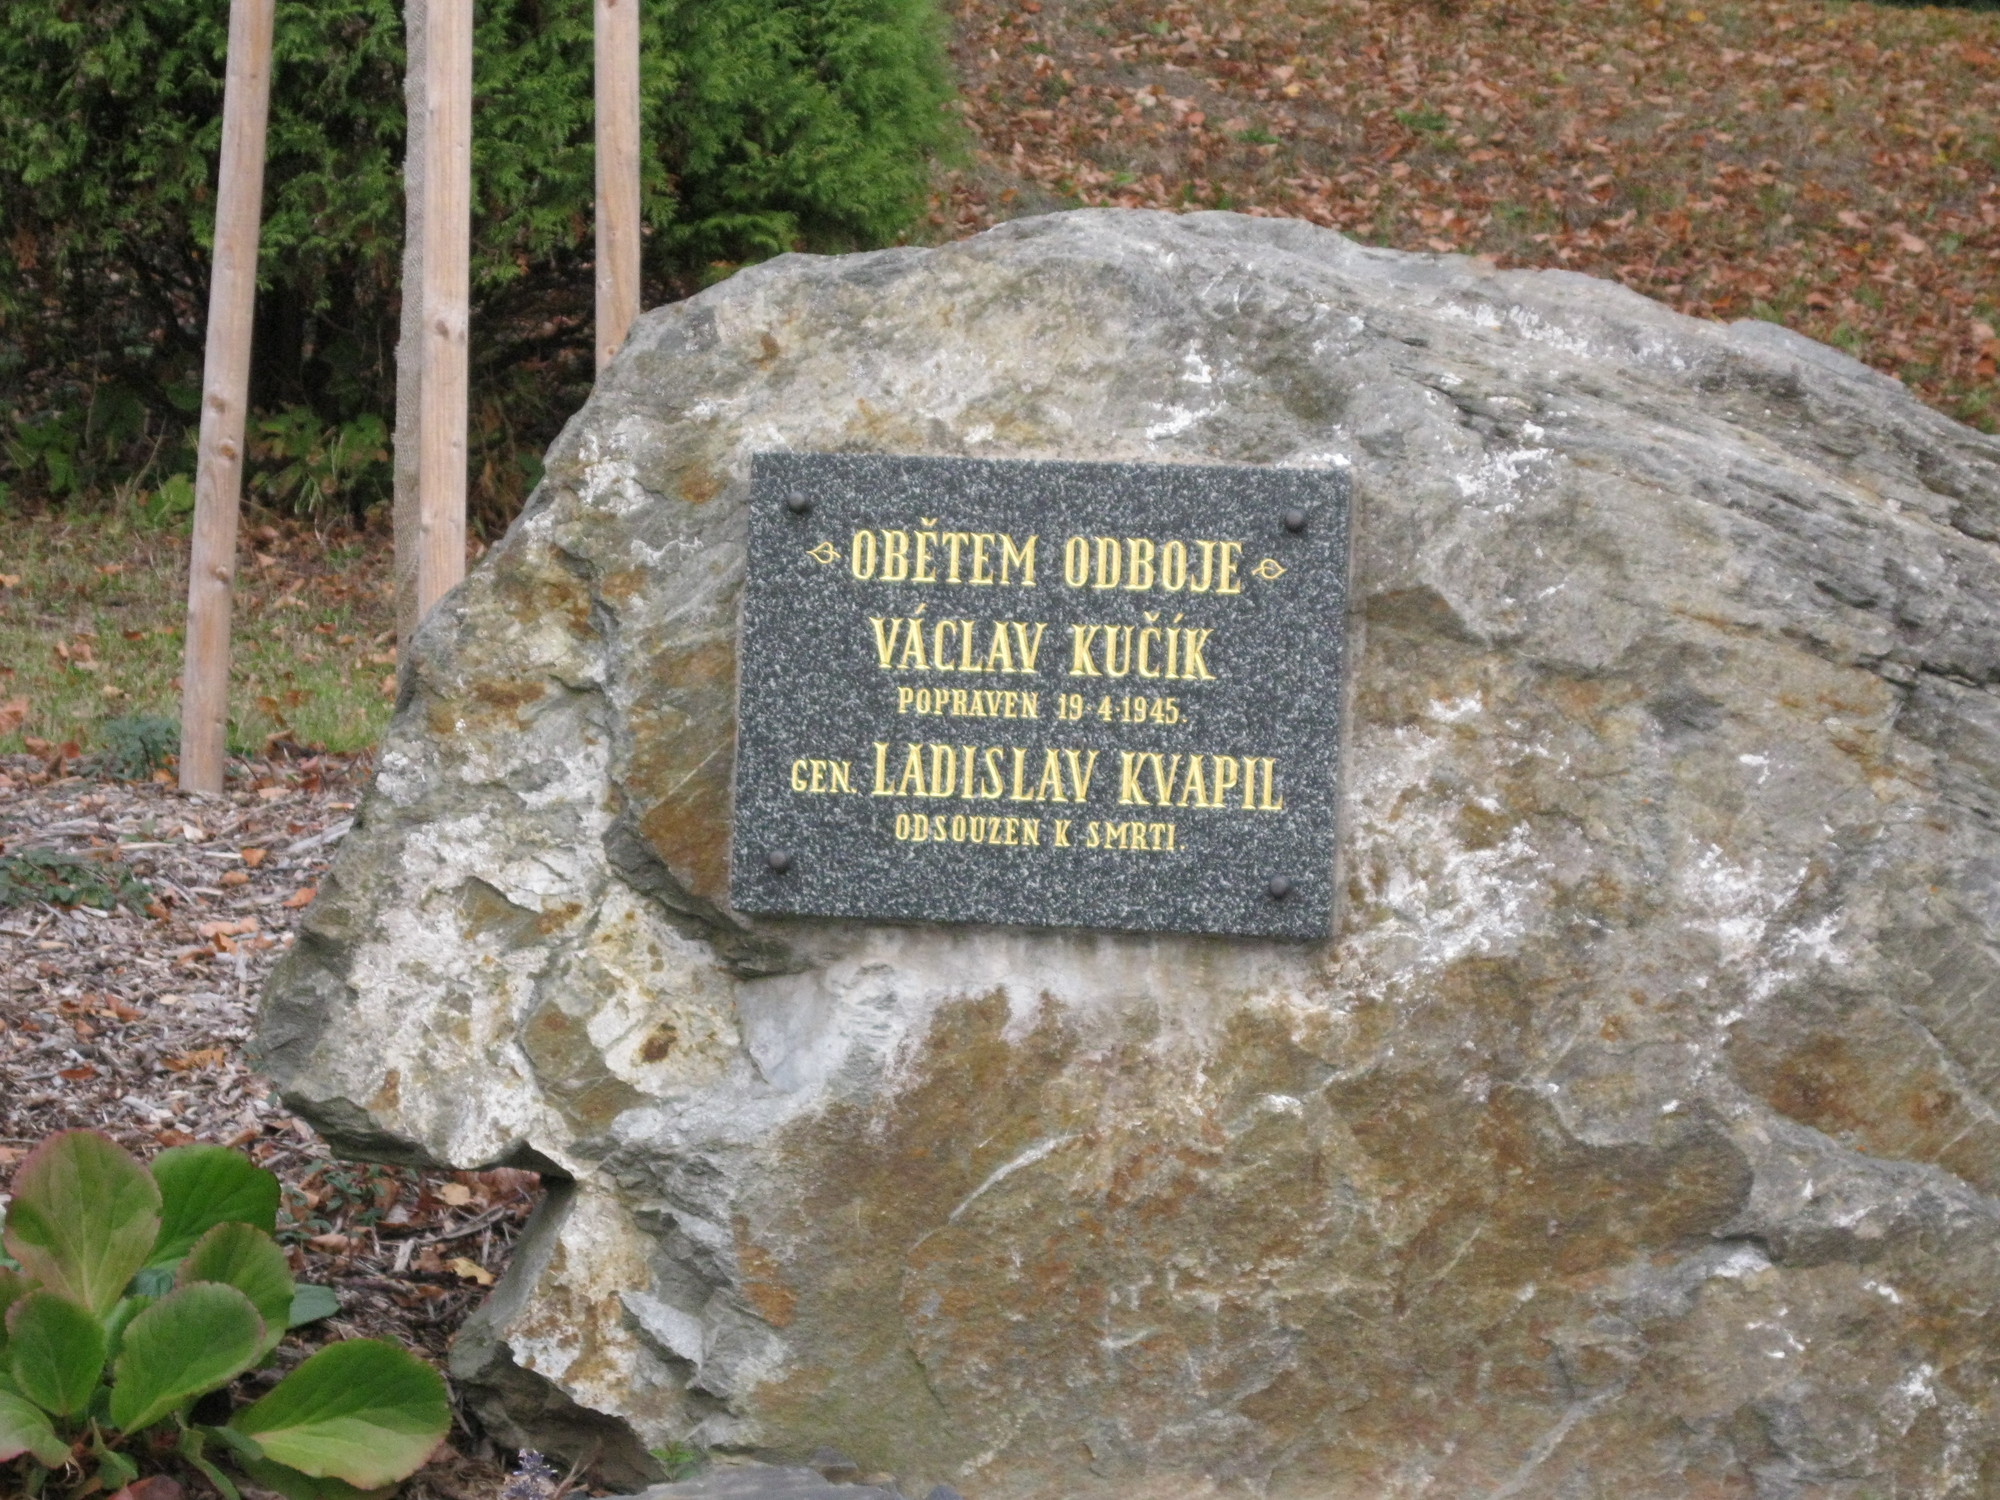 OBĚTEM ODBOJE
VÁCLAV KUČÍK
POPRAVEN 19 4.1945.
GEN. LADISLAV KVAPIL
ODSOUZEN K SMRTI.